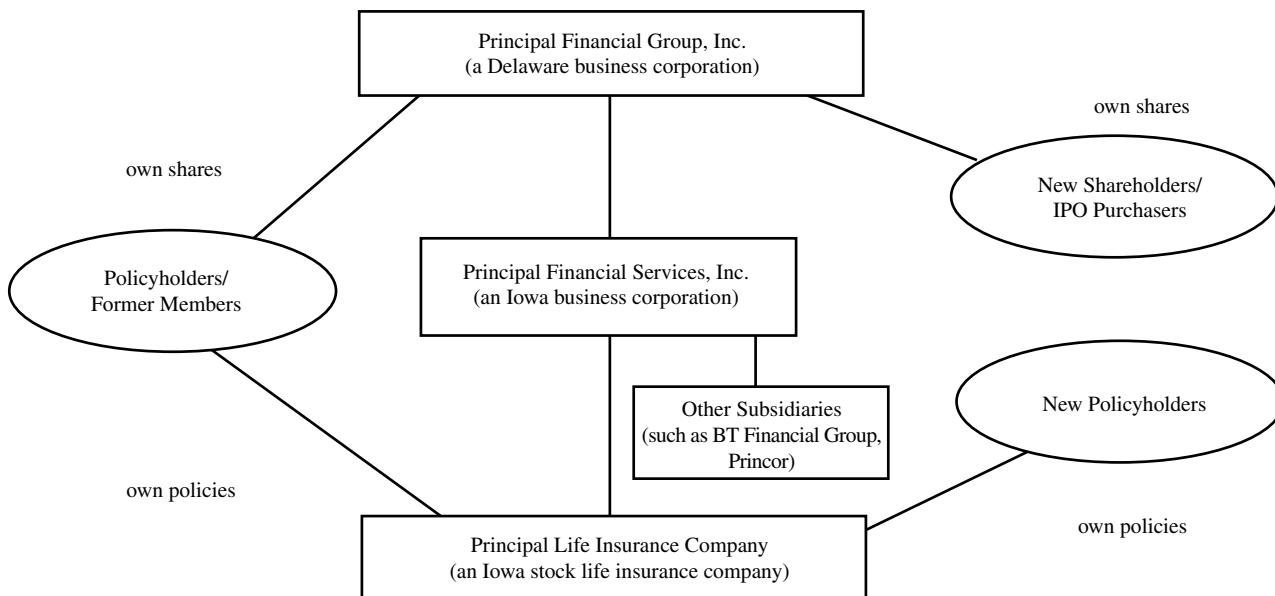 Principal Financial Group, Inc.
(a Delaware business corporation)
own shares
own shares
New Shareholders/
IPO Purchasers
Policyholders/
Former Members
Principal Financial Services, Inc.
(an Iowa business corporation)
Other Subsidiaries
(such as BT Financial Group,
Princor)
New Policyholders
own policies
own policies
Principal Life Insurance Company
(an Iowa stock life insurance company)